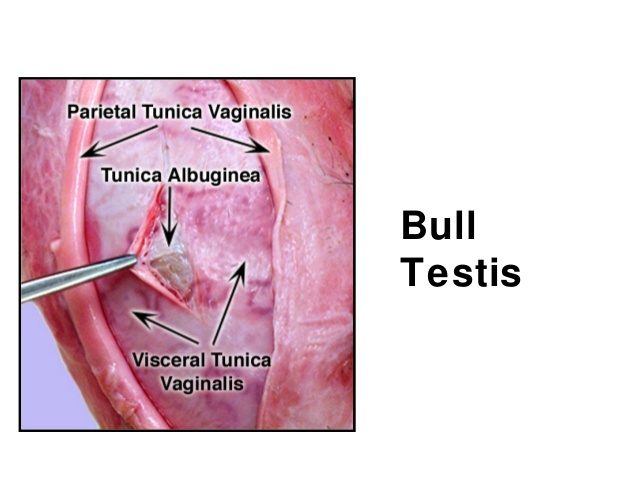 Parietal Tunica Vaginalis
Tunica Albuginea
Visceral Tunica
Vaginalis
Bull
Testis